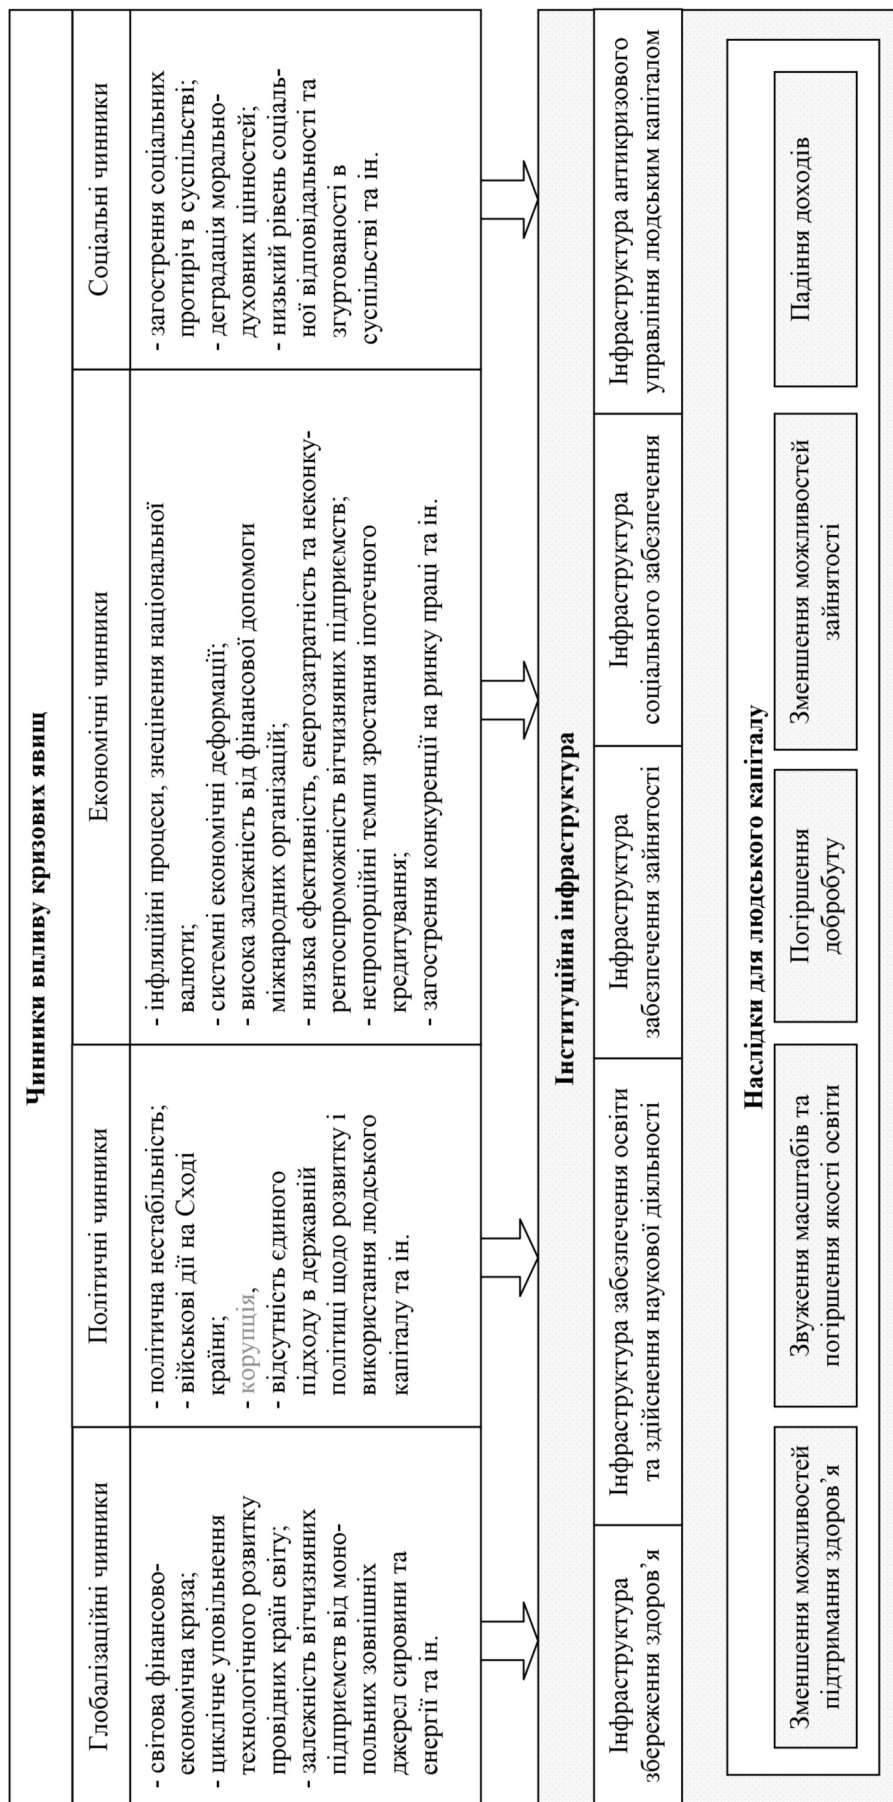 Чинники впливу кризових явищ
Глобалізаційні чинники
- світова фінансово-
економічна криза;
- циклічне уповільнення
технологічного розвитку
провідних країн світу;
- залежність вітчизняних
підприємств від моно-
польних зовнішніх
джерел сировини та
енергії та ін.
Політичні чинники
- політична нестабільність;
- військові дії на Сході
країни;
- корупція,
- відсутність єдиного
підходу в державній
політиці щодо розвитку і
використання людського
капіталу та ін.
Економічні чинники
- інфляційні процеси, знецінення національної
валюти;
- системні економічні деформації;
- висока залежність від фінансової допомоги
міжнародних організацій;
- низька ефективність, енергозатратність та неконку-
рентоспроможність вітчизняних підприємств;
- непропорційні темпи зростання іпотечного
кредитування;
- загострення конкуренції на ринку праці та ін.
Соціальні чинники
- загострення соціальних
протиріч в суспільстві;
- деградація морально-
духовних цінностей;
- низький рівень соціаль-
ної відповідальності та
згуртованості в
суспільстві та ін.
Інституційна інфраструктура
Інфраструктура
збереження здоров’я
Інфраструктура забезпечення освіти
та здійснення наукової діяльності
Інфраструктура
забезпечення зайнятості
Інфраструктура
соціального забезпечення
Інфраструктура антикризового
управління людським капіталом
Наслідки для людського капіталу
Зменшення можливостей
підтримання здоров’я
Звуження масштабів та
погіршення якості освіти
Погіршення
добробуту
Зменшення можливостей
зайнятості
Падіння доходів